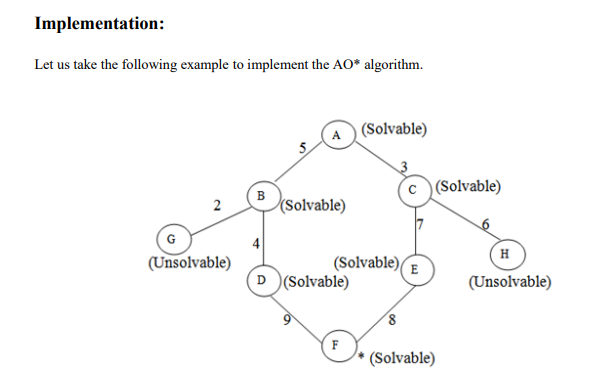 Implementation:
Let us take the following example to implement the AO* algorithm.
A (Solvable)
5
3
B
(Solvable)
C (Solvable)
2
7
6
G
(Unsolvable)
4
H
(Unsolvable)
(Solvable) E
D (Solvable)
9
8
F
* (Solvable)